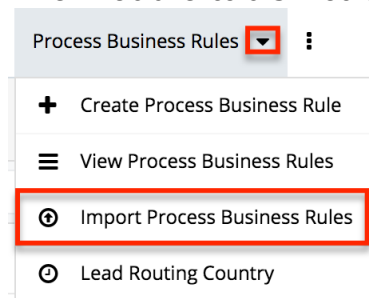 Process Business Rules
Create Process Business Rule
View Process Business Rules
Import Process Business Rules
Lead Routing Country